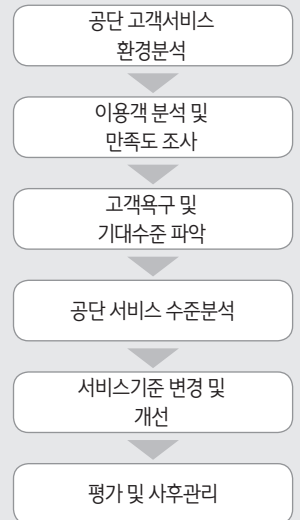 공단 고객서비스
환경분석
이용객 분석 및
만족도 조사
고객욕구 및
기대수준 파악
공단 서비스 수준분석
서비스기준 변경 및
개선
평가 및 사후관리